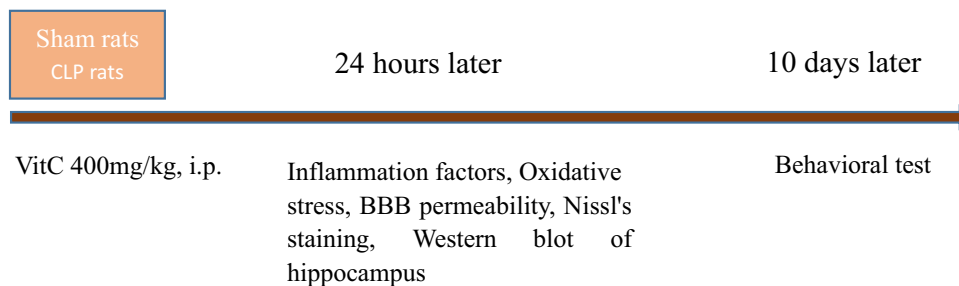 Sham rats
CLP rats
24 hours later
10 days later
VitC 400mg/kg, i.p.
Inflammation factors, Oxidative
stress, BBB permeability, Nissl's
staining, Western blot of
hippocampus
Behavioral test